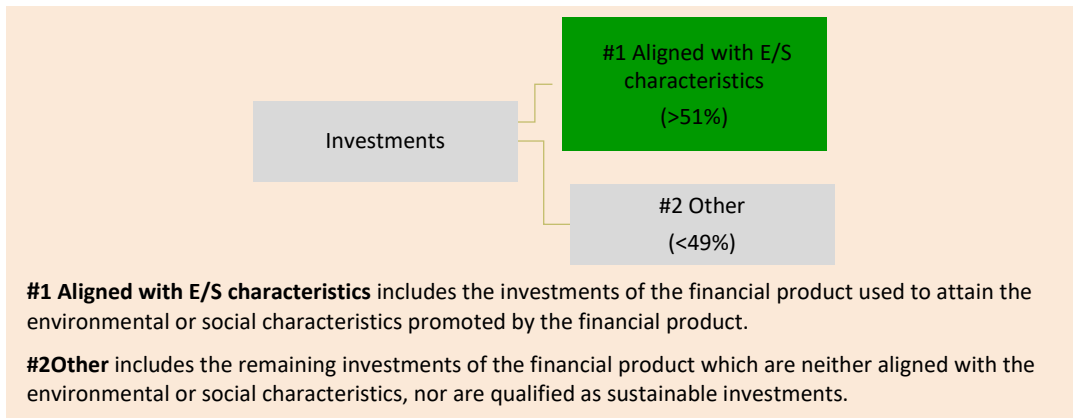 #1 Aligned with E/S
characteristics
(>51%)
Investments
#2 Other
(<49%)
#1 Aligned with E/S characteristics includes the investments of the financial product used to attain the
environmental or social characteristics promoted by the financial product.
#2Other includes the remaining investments of the financial product which are neither aligned with the
environmental or social characteristics, nor are qualified as sustainable investments.